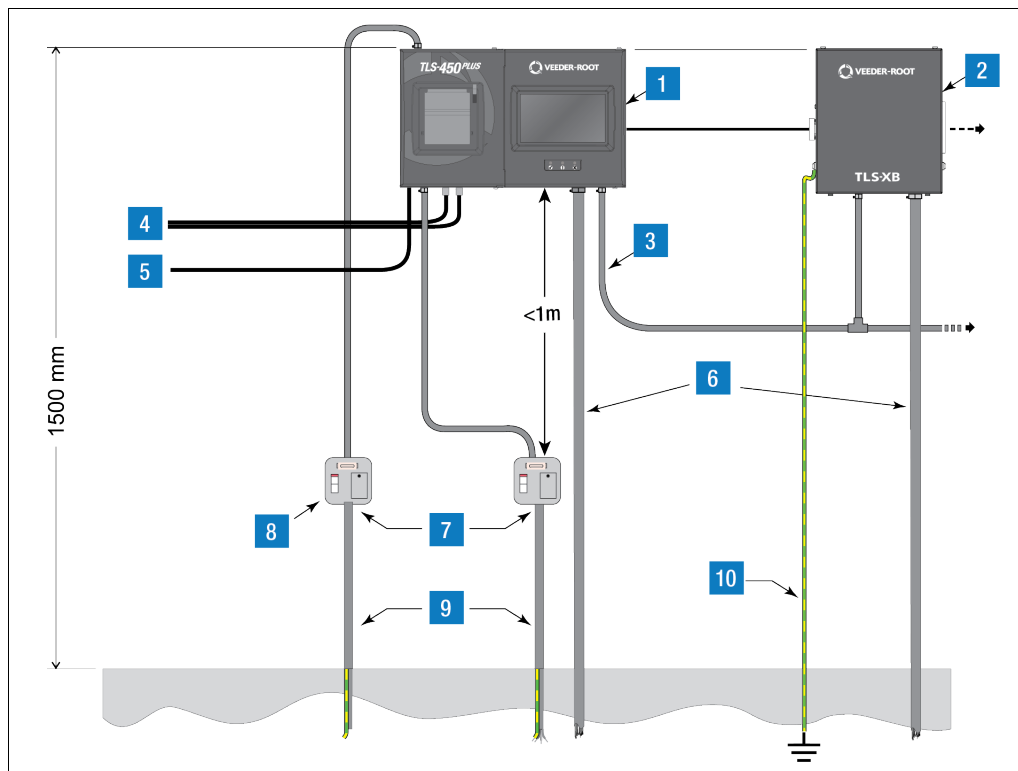 TLS-450PLUS
VEEDER-ROOT
1
VEEDER-ROOT
2
TLS-XB
4
5
3
<1m
1500 mm
6
8
7
9
10